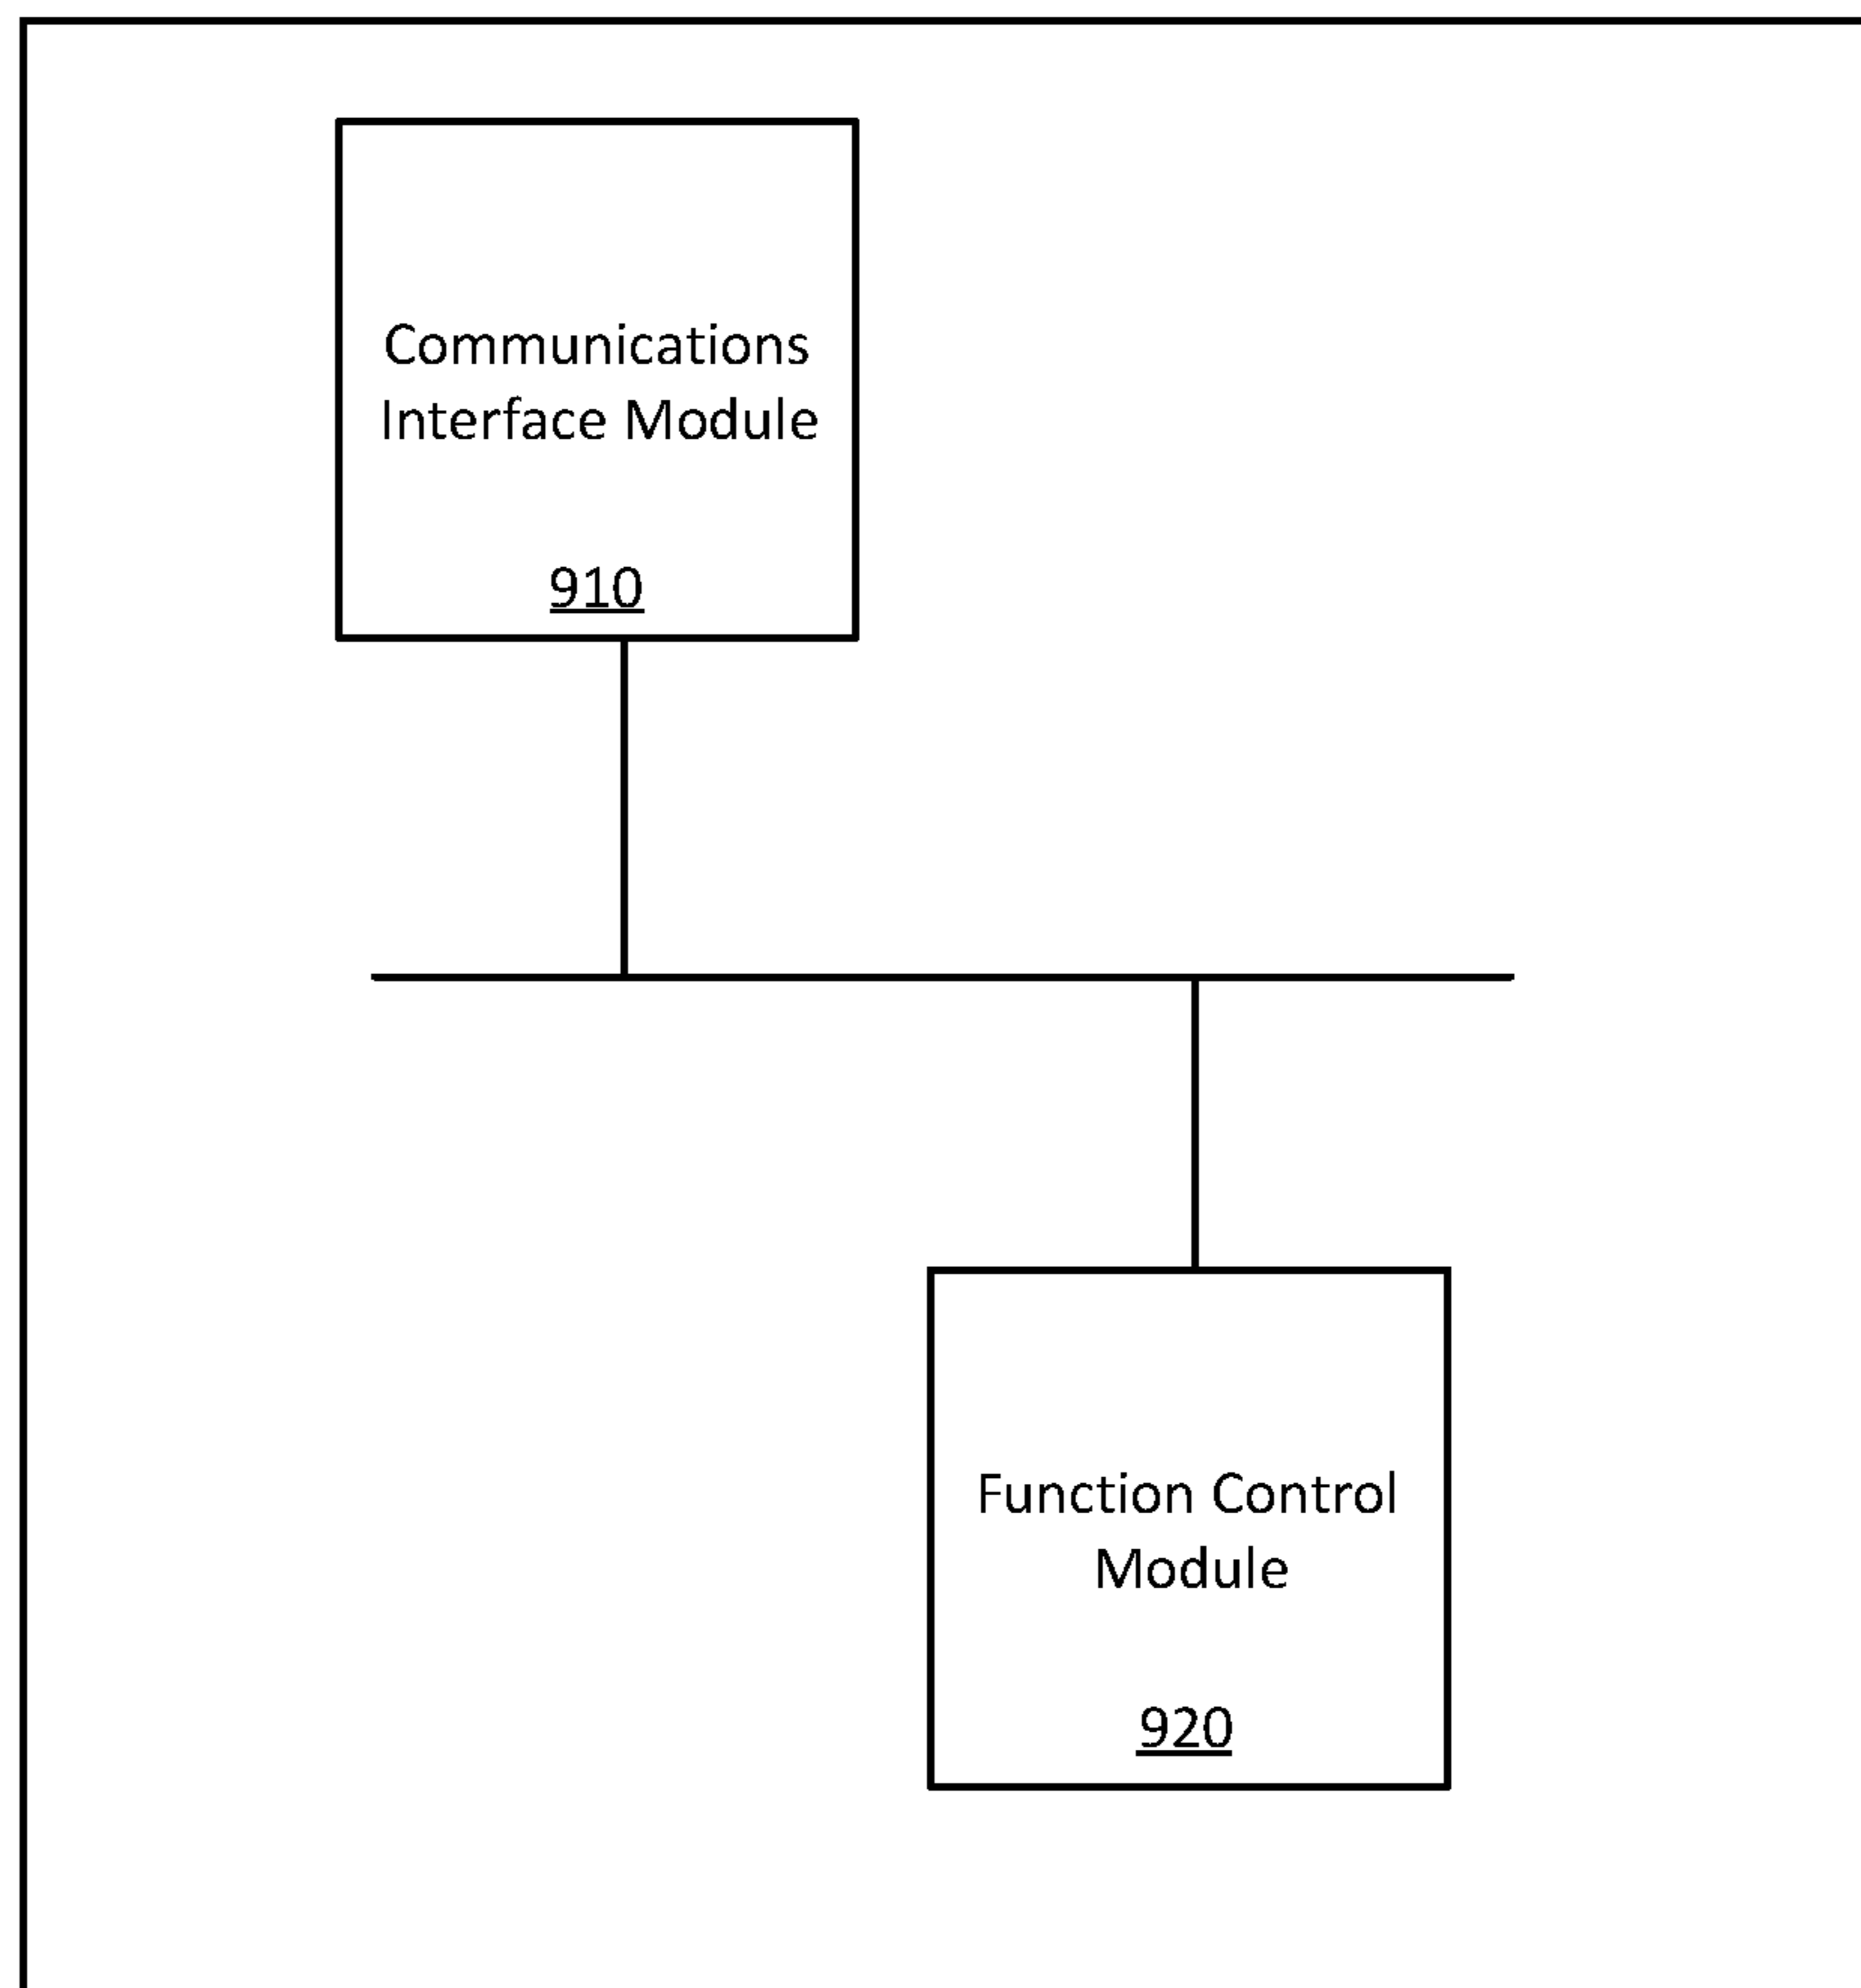 Communications
Interface Module
910
Function Control
Module
920